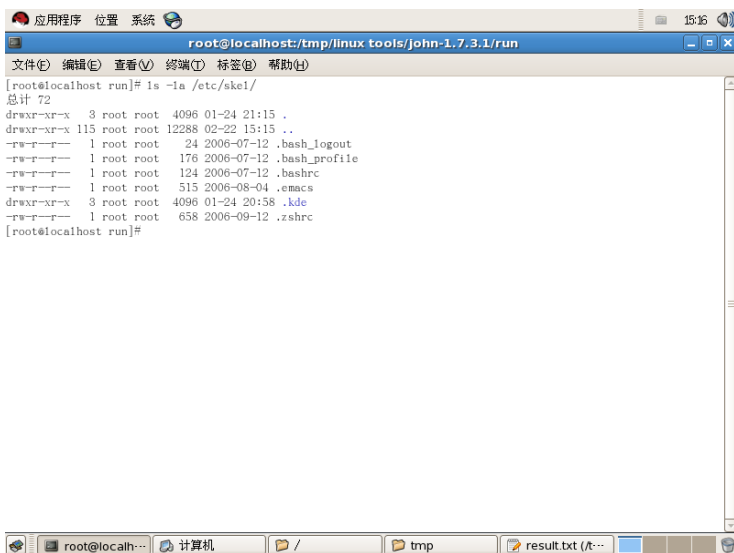 应用程序 位置 系统 15:16
root@localhost:/tmp/linux tools/john-1.7.3.1/run
文件(F) 编辑(E) 查看(V) 终端(T) 标签(B) 帮助(H)
[root@localhost run]# ls -la /etc/skel/
总计 72
drwxr-xr-x 3 root root 4096 01-24 21:15 .
drwxr-xr-x 115 root root 12288 02-22 15:15 ..
-rw-r--r-- 1 root root 24 2006-07-12 .bash_logout
-rw-r--r-- 1 root root 176 2006-07-12 .bash_profile
-rw-r--r-- 1 root root 124 2006-07-12 .bashrc
-rw-r--r-- 1 root root 515 2006-08-04 .emacs
drwxr-xr-x 3 root root 4096 01-24 20:58 .kde
-rw-r--r-- 1 root root 658 2006-09-12 .zshrc
[root@localhost run]#
root@localh··· 计算机 / tmp result.txt (/t···